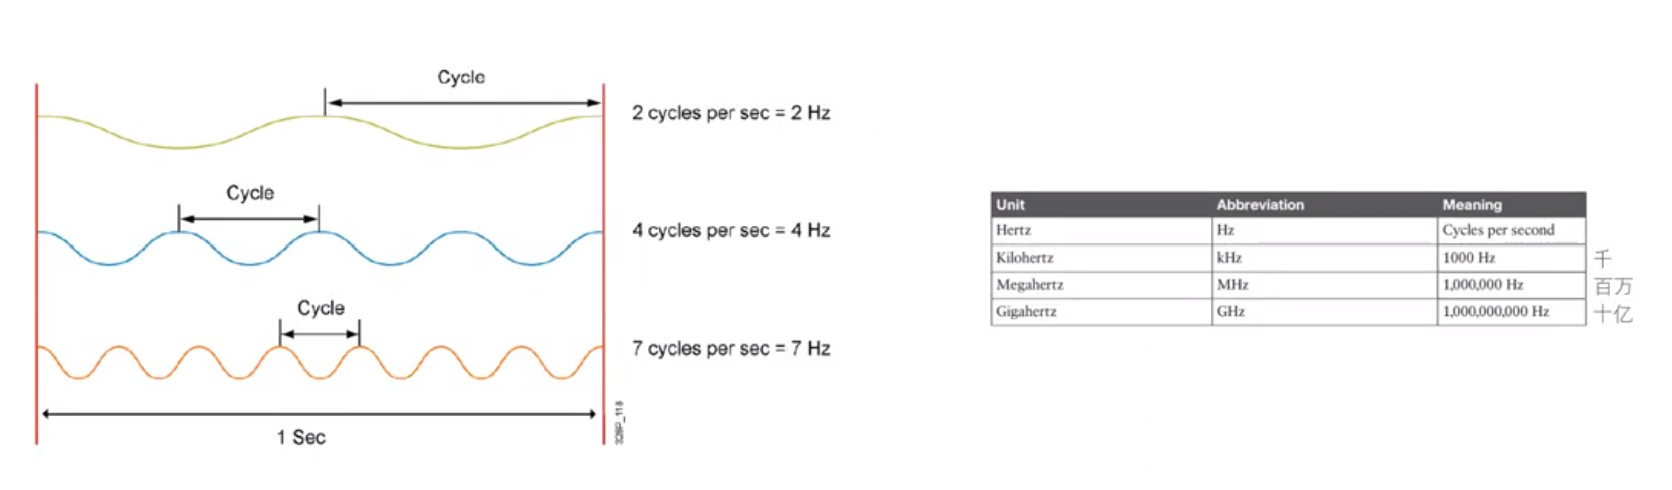 Cycle
2 cycles per sec = 2 Hz
Cycle
4 cycles per sec = 4 Hz
Cycle
7 cycles per sec = 7 Hz
1 Sec
Unit Abbreviation Meaning
Hertz Hz Cycles per second
Kilohertz kHz 1000 Hz 千
Megahertz MHz 1,000,000 Hz 百万
Gigahertz GHz 1,000,000,000 Hz 十亿